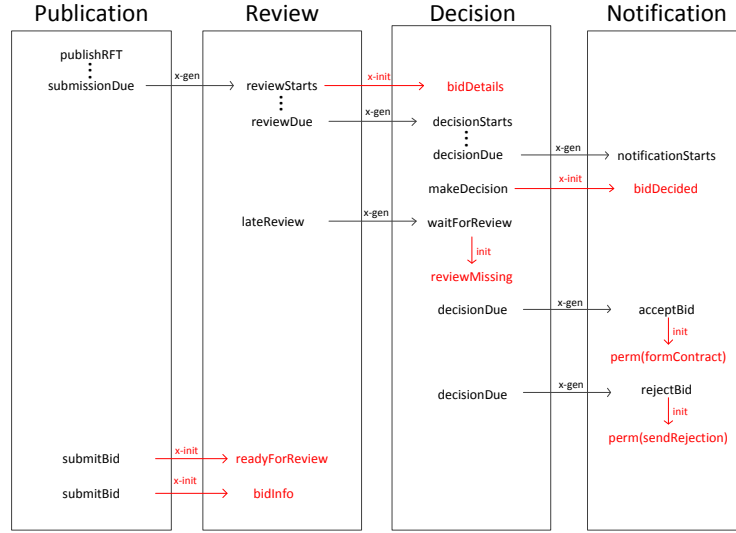 Publication Review Decision Notification
publishRFT
submissionDue x-gen reviewStarts x-init bidDetails
reviewDue x-gen decisionStarts
decisionDue x-gen notificationStarts
makeDecision x-init bidDecided
lateReview x-gen waitForReview
init
reviewMissing
decisionDue x-gen acceptBid
init
perm(formContract)
decisionDue x-gen rejectBid
init
perm(sendRejection)
submitBid x-init readyForReview
submitBid x-init bidInfo